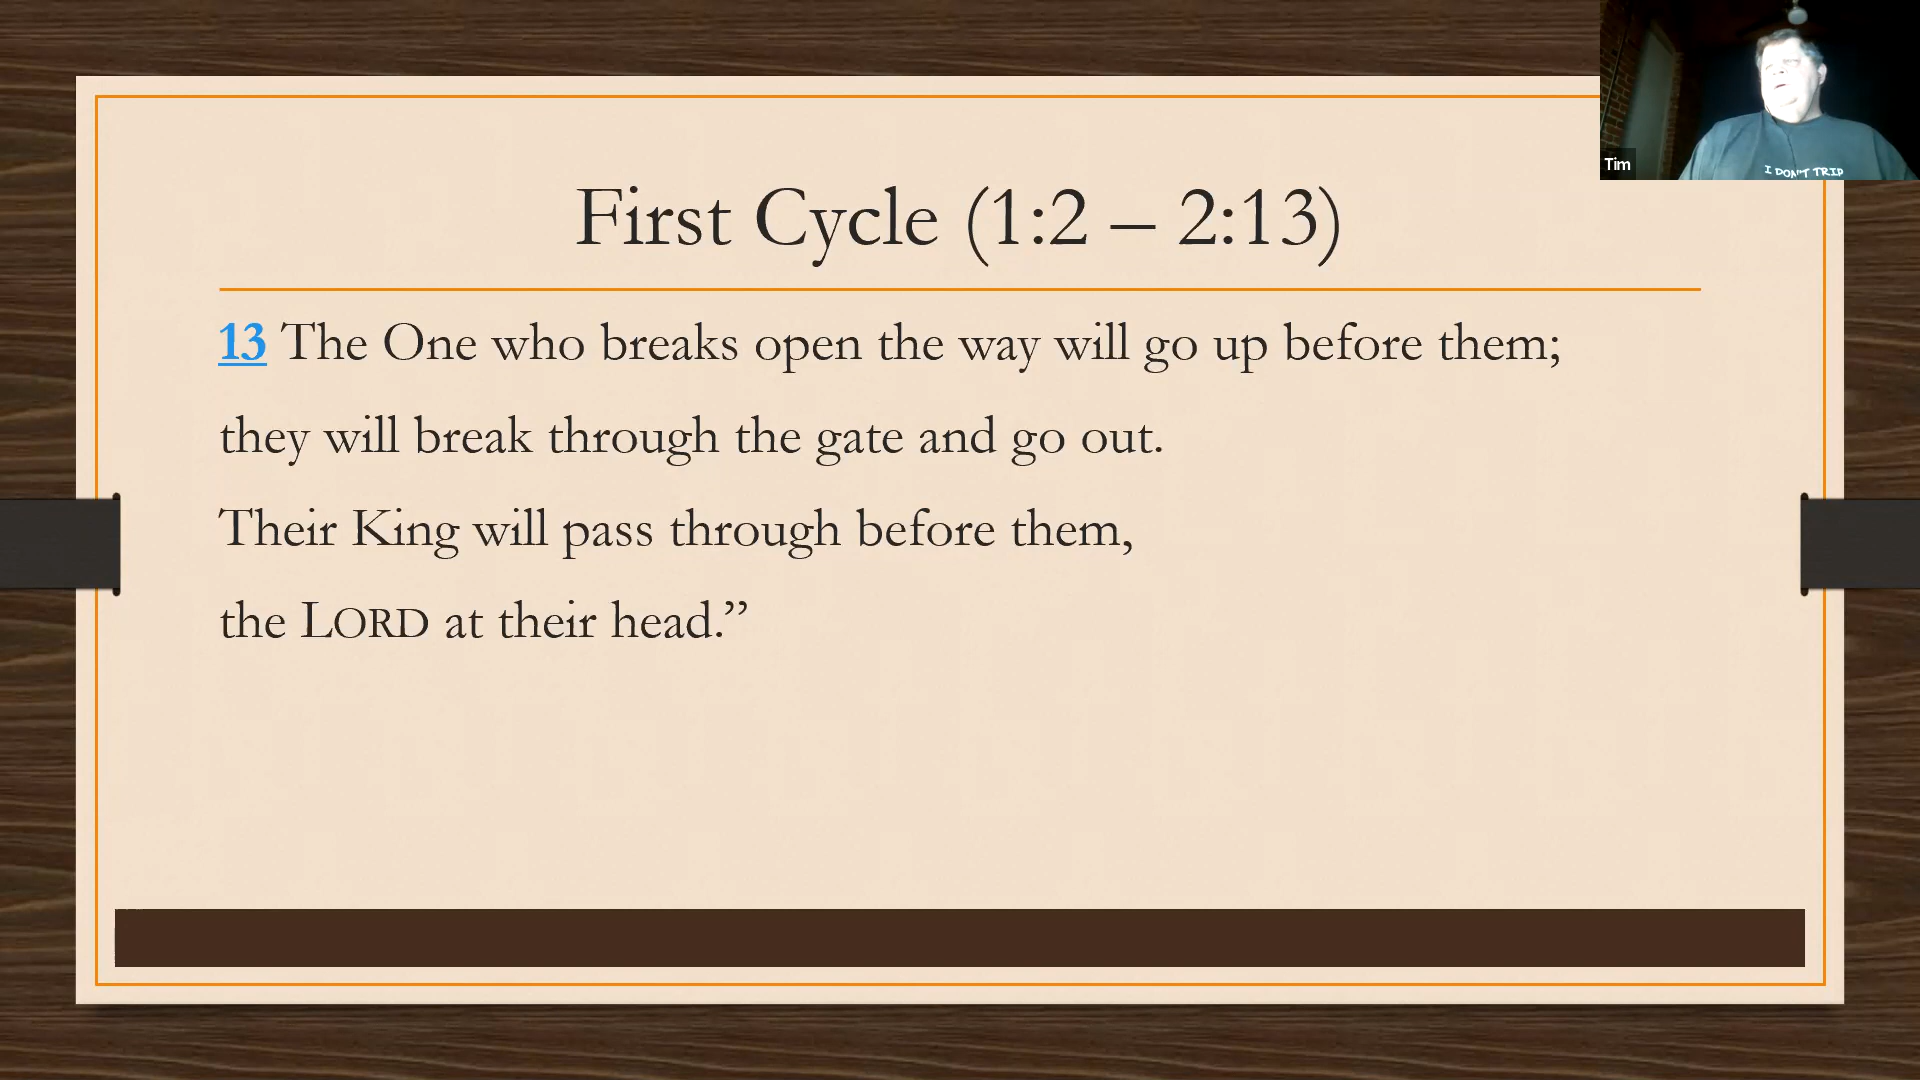 First Cycle (1:2 – 2:13)
13 The One who breaks open the way will go up before them;
they will break through the gate and go out.
Their King will pass through before them,
the LORD at their head.”
Tim
I DON'T TRIP